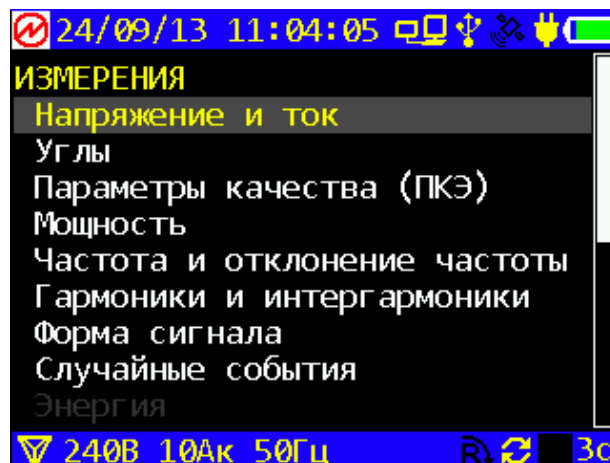 24/09/13 11:04:05
ИЗМЕРЕНИЯ
Напряжение и ток
Углы
Параметры качества (ПКЭ)
Мощность
Частота и отклонение частоты
Гармоники и интергармоники
Форма сигнала
Случайные события
Энергия
240В 10Ак 50Гц R 3с